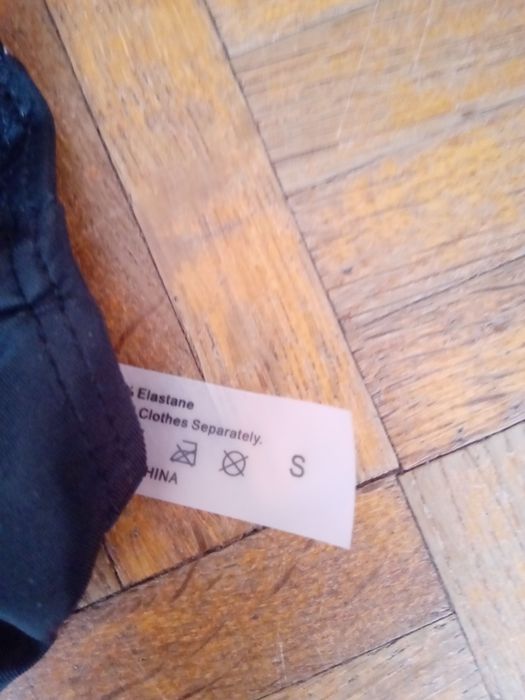 % Elastane
Clothes Separately.
S
HINA